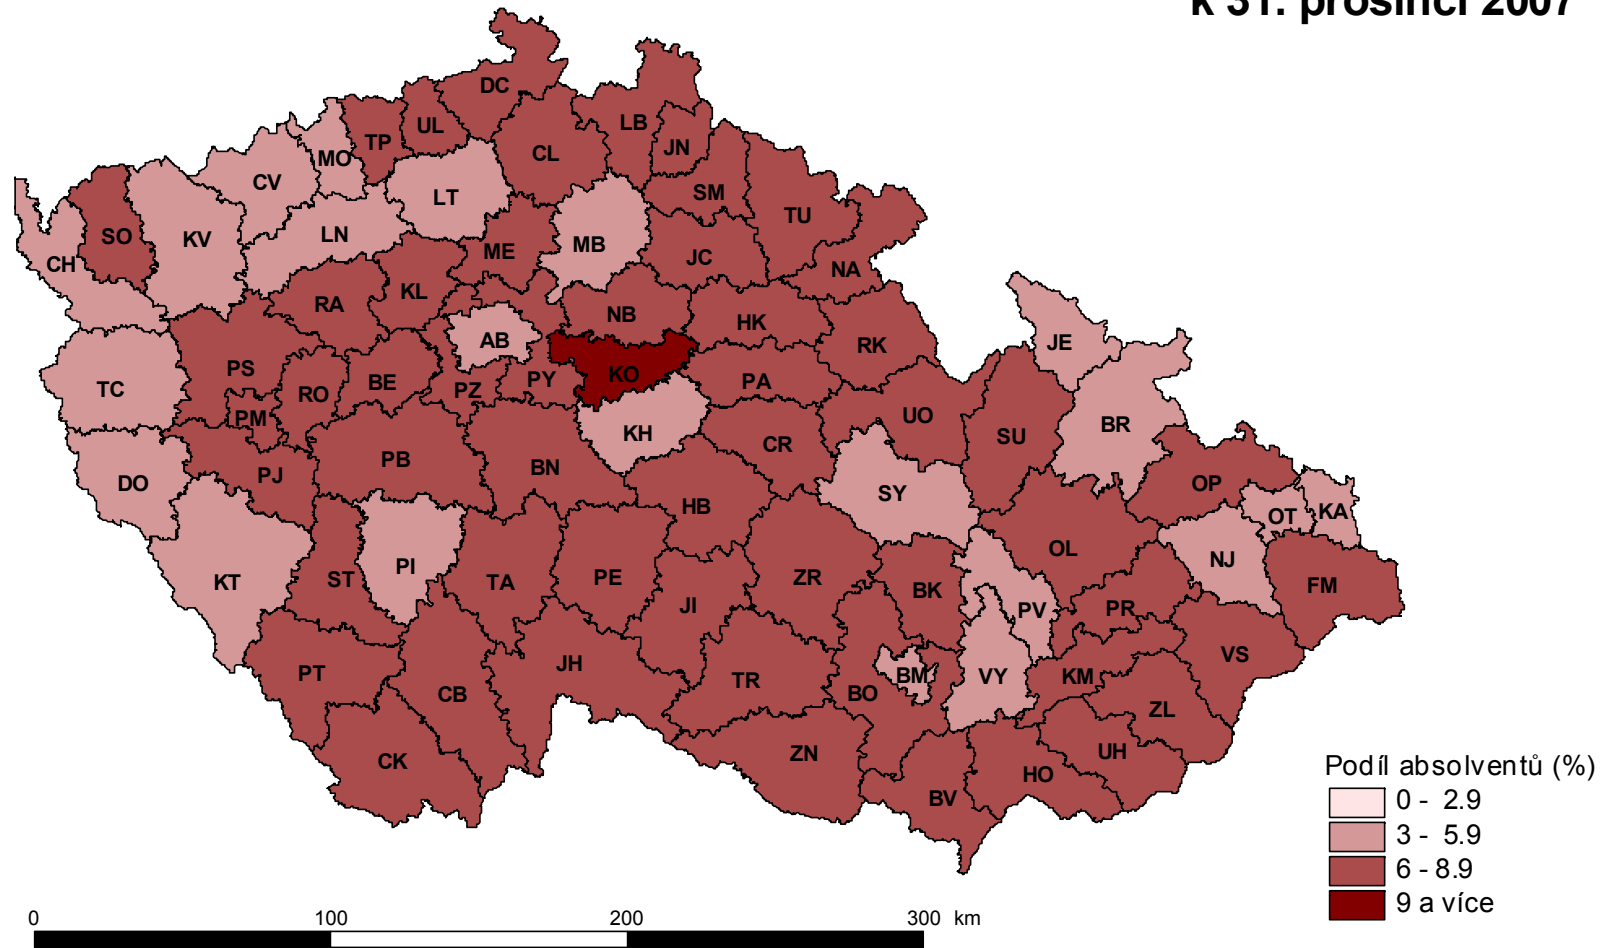 k 31. prosinci 2007
DC
LB
UL
TP
JN
CL
MO
CV
SM
LT
TU
SO
LN
KV
MB
ME
JC
CH
NA
KL
RA
NB
HK
AB
JE
RK
PS
KO
BE
PY
PA
TC
PZ
RO
PM
UO
BR
KH
SU
CR
PB
BN
PJ
DO
OP
SY
HB
KA
OT
OL
NJ
PI
ZR
PE
ST
TA
KT
FM
BK
JI
PR
PV
VS
JH
PT
BM
VY
KM
TR
CB
BO
ZL
UH
ZN
CK
HO
BV
Podíl absolventů (%)
0 - 2.9
3 - 5.9
6 - 8.9
9 a více
0 100 200 300 km